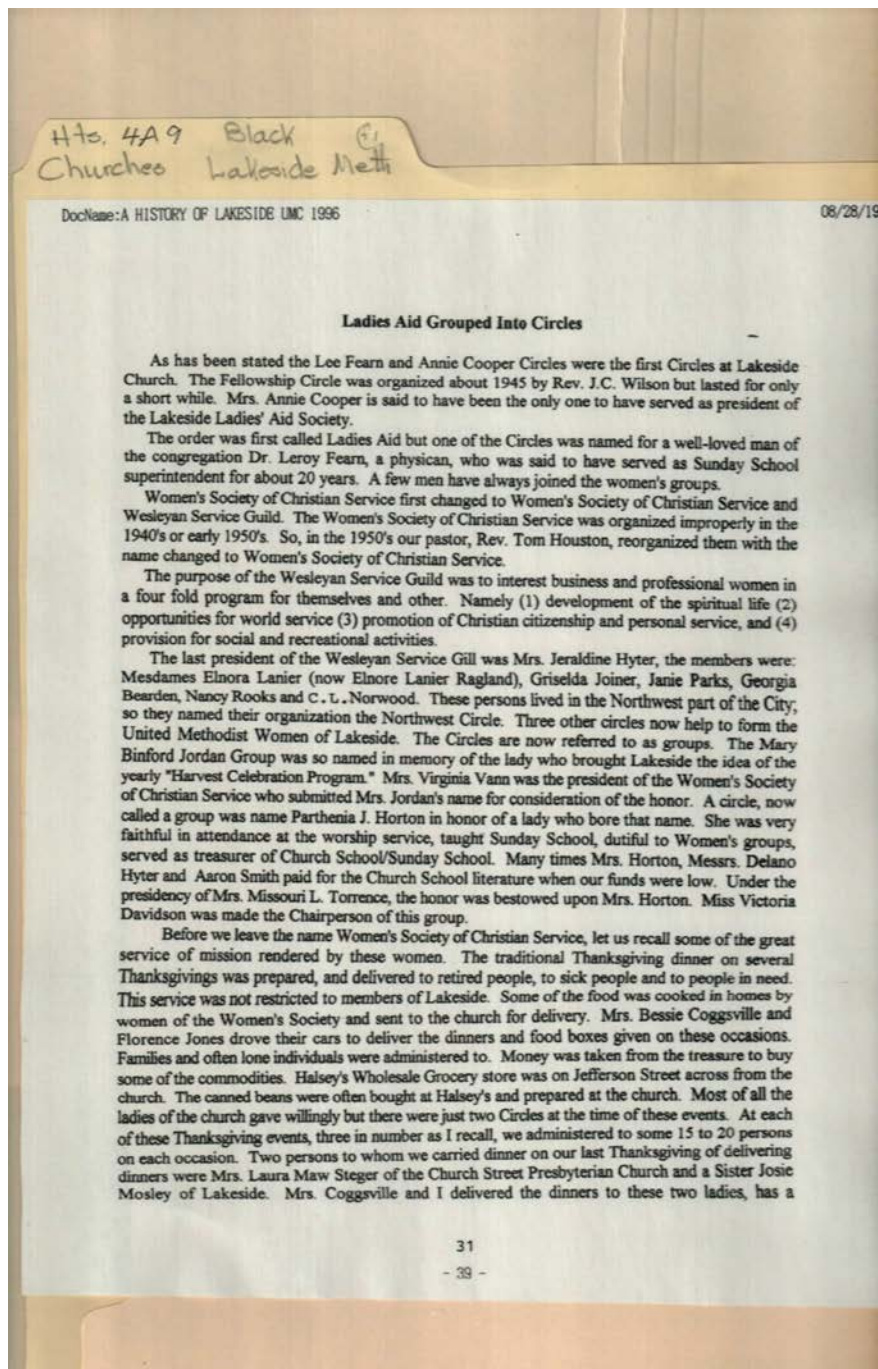 Hts. 4A9 Black
Churches Lakeside Meth
DocName:A HISTORY OF LAKESIDE UMC 1996 08/28/19
Ladies Aid Grouped Into Circles
As has been stated the Lee Fearn and Annie Cooper Circles were the first Circles at Lakeside
Church. The Fellowship Circle was organized about 1945 by Rev. J.C. Wilson but lasted for only
a short while. Mrs. Annie Cooper is said to have been the only one to have served as president of
the Lakeside Ladies' Aid Society.
The order was first called Ladies Aid but one of the Circles was named for a well-loved man of
the congregation Dr. Leroy Fearn, a physican, who was said to have served as Sunday School
superintendent for about 20 years. A few men have always joined the women's groups.
Women's Society of Christian Service first changed to Women's Society of Christian Service and
Wesleyan Service Guild. The Women's Society of Christian Service was organized improperly in the
1940's or early 1950's. So, in the 1950's our pastor, Rev. Tom Houston, reorganized them with the
name changed to Women's Society of Christian Service.
The purpose of the Wesleyan Service Guild was to interest business and professional women in
a four fold program for themselves and other. Namely (1) development of the spiritual life (2)
opportunities for world service (3) promotion of Christian citizenship and personal service, and (4)
provision for social and recreational activities.
The last president of the Wesleyan Service Gill was Mrs. Jeraldine Hyter, the members were:
Mesdames Elnora Lanier (now Elnore Lanier Ragland), Griselda Joiner, Janie Parks, Georgia
Bearden, Nancy Rooks and C.L.Norwood. These persons lived in the Northwest part of the City;
so they named their organization the Northwest Circle. Three other circles now help to form the
United Methodist Women of Lakeside. The Circles are now referred to as groups. The Mary
Binford Jordan Group was so named in memory of the lady who brought Lakeside the idea of the
yearly "Harvest Celebration Program." Mrs. Virginia Vann was the president of the Women's Society
of Christian Service who submitted Mrs. Jordan's name for consideration of the honor. A circle, now
called a group was name Parthenia J. Horton in honor of a lady who bore that name. She was very
faithful in attendance at the worship service, taught Sunday School, dutiful to Women's groups,
served as treasurer of Church School/Sunday School. Many times Mrs. Horton, Messrs. Delano
Hyter and Aaron Smith paid for the Church School literature when our funds were low. Under the
presidency of Mrs. Missouri L. Torrence, the honor was bestowed upon Mrs. Horton. Miss Victoria
Davidson was made the Chairperson of this group.
Before we leave the name Women's Society of Christian Service, let us recall some of the great
service of mission rendered by these women. The traditional Thanksgiving dinner on several
Thanksgivings was prepared, and delivered to retired people, to sick people and to people in need.
This service was not restricted to members of Lakeside. Some of the food was cooked in homes by
women of the Women's Society and sent to the church for delivery. Mrs. Bessie Coggsville and
Florence Jones drove their cars to deliver the dinners and food boxes given on these occasions.
Families and often lone individuals were administered to. Money was taken from the treasure to buy
some of the commodities. Halsey's Wholesale Grocery store was on Jefferson Street across from the
church. The canned beans were often bought at Halsey's and prepared at the church. Most of all the
ladies of the church gave willingly but there were just two Circles at the time of these events. At each
of these Thanksgiving events, three in number as I recall, we administered to some 15 to 20 persons
on each occasion. Two persons to whom we carried dinner on our last Thanksgiving of delivering
dinners were Mrs. Laura Maw Steger of the Church Street Presbyterian Church and a Sister Josie
Mosley of Lakeside. Mrs. Coggsville and I delivered the dinners to these two ladies, has a
31
- 39 -